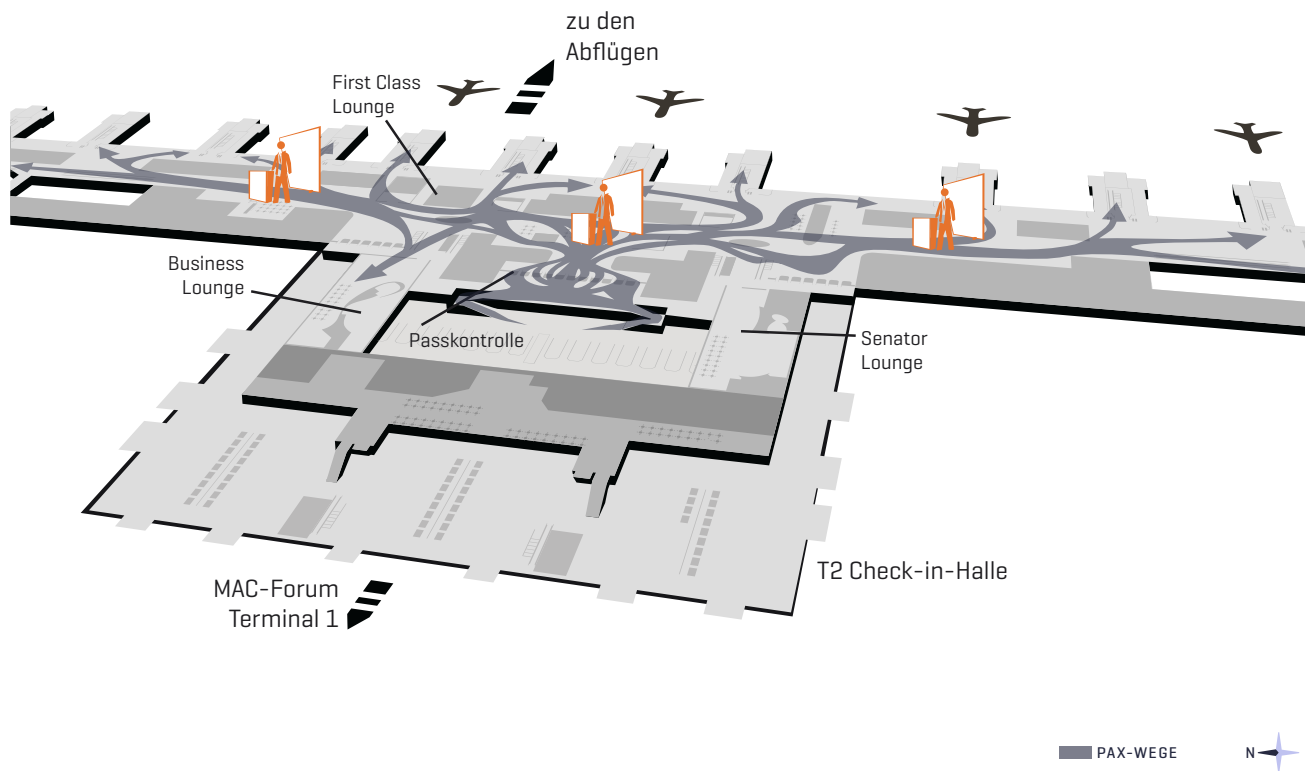 zu den
Abflügen
First Class
Lounge
Business
Lounge
Passkontrolle
Senator
Lounge
T2 Check-in-Halle
MAC-Forum
Terminal 1
PAX-WEGE
N